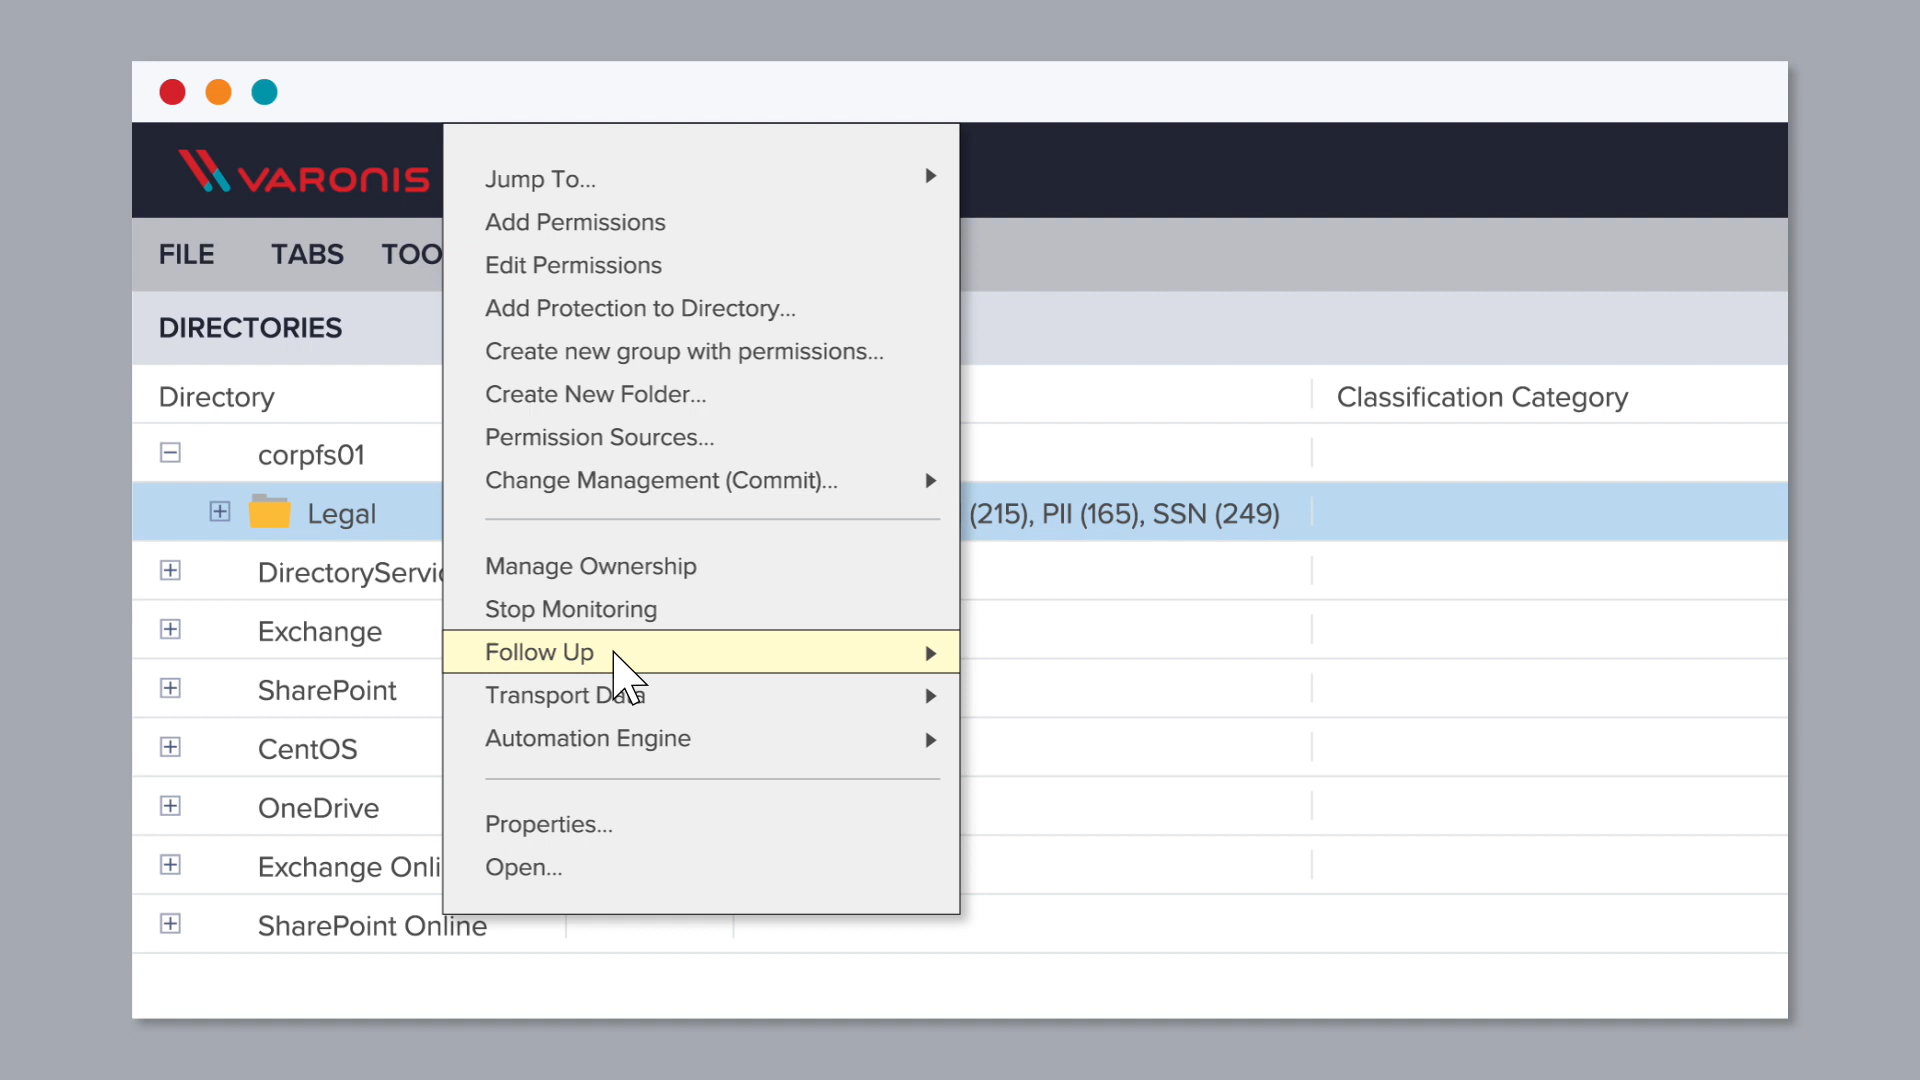 VARONIS
FILE TABS TOO
DIRECTORIES
Directory
Classification Category
corpfs01
Legal
(215), PII (165), SSN (249)
DirectoryServic
Exchange
SharePoint
CentOS
OneDrive
Exchange Onli
SharePoint Online
Jump To...
Add Permissions
Edit Permissions
Add Protection to Directory...
Create new group with permissions...
Create New Folder...
Permission Sources...
Change Management (Commit)...
Manage Ownership
Stop Monitoring
Follow Up
Transport Data
Automation Engine
Properties...
Open...